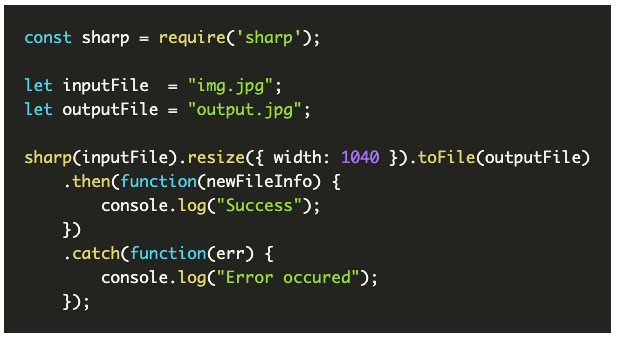 const sharp = require('sharp');
let inputFile  = "img.jpg";
let outputFile = "output.jpg";
sharp(inputFile).resize({ width: 1040 }).toFile(outputFile)
    .then(function(newFileInfo) {
        console.log("Success");
    })
    .catch(function(err) {
        console.log("Error occured");
    });